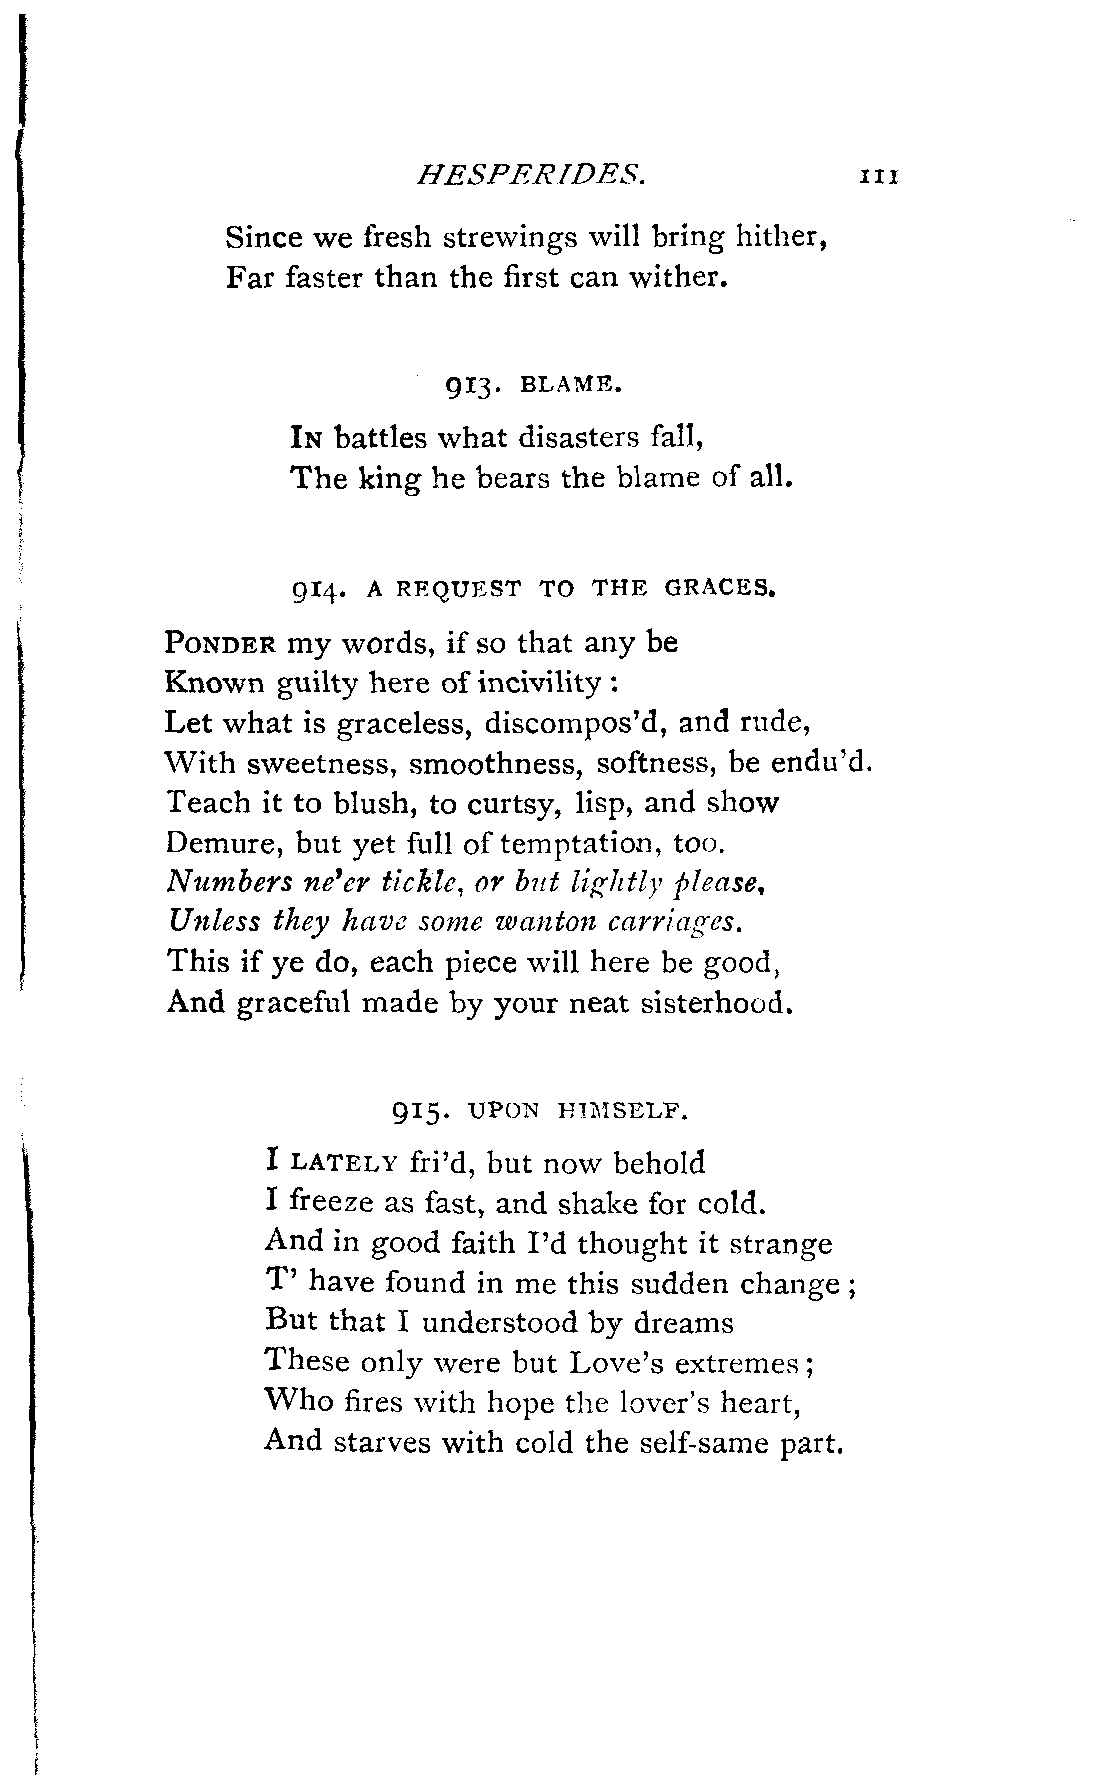 HESPERIDES. 111
Since we fresh strewings will bring hither,
Far faster than the first can wither.
913. BLAME.
IN battles what disasters fall,
The king he bears the blame of all.
914. A REQUEST TO THE GRACES.
PONDER my words, if so that any be
Known guilty here of incivility :
Let what is graceless, discompos'd, and rude,
With sweetness, smoothness, softness, be endu'd.
Teach it to blush, to curtsy, lisp, and show
Demure, but yet full of temptation, too.
Numbers ne'er tickle, or but lightly please,
Unless they have some wanton carriages.
This if ye do, each piece will here be good,
And graceful made by your neat sisterhood.
915. UPON HIMSELF.
I LATELY fri'd, but now behold
I freeze as fast, and shake for cold.
And in good faith I'd thought it strange
T' have found in me this sudden change ;
But that I understood by dreams
These only were but Love's extremes ;
Who fires with hope the lover's heart,
And starves with cold the self-same part.